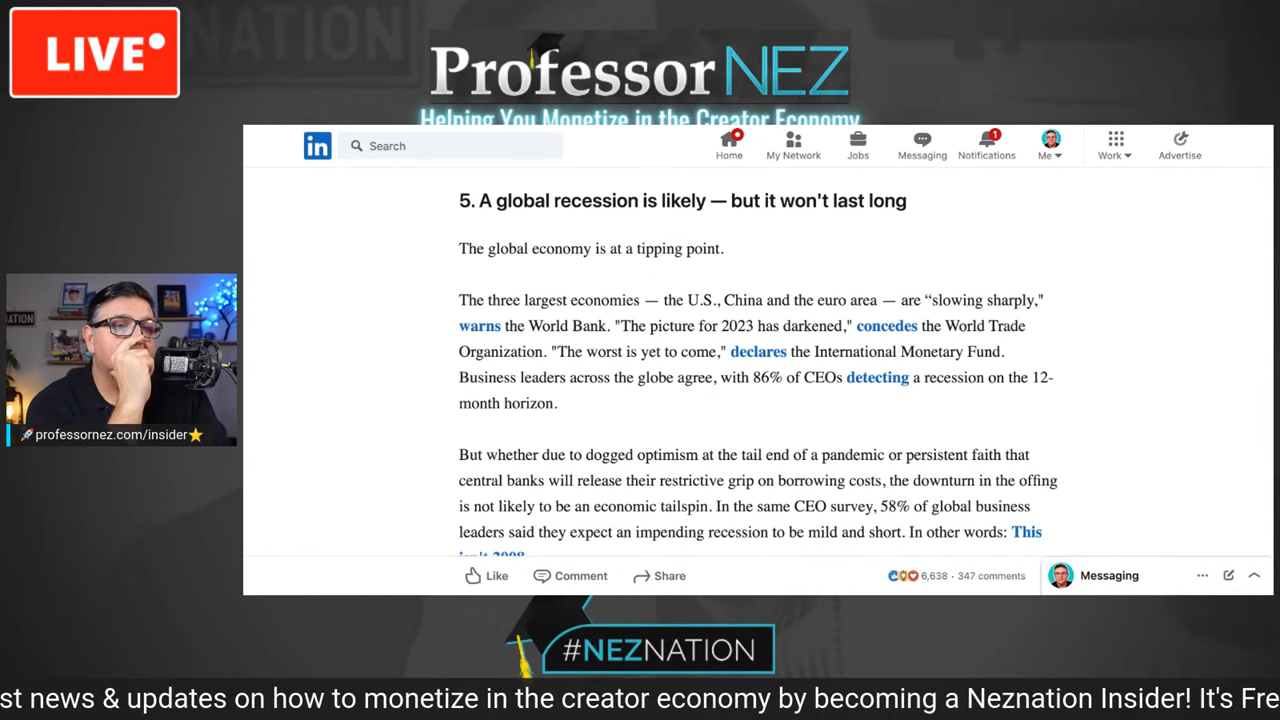 LIVE
NATION
Professor NEZ
Helping You Monetize in the Creator Economy
in
Search
Home
My Network
Jobs
Messaging
1
Notifications
Me
Work
Advertise
5. A global recession is likely — but it won't last long
The global economy is at a tipping point.
The three largest economies — the U.S., China and the euro area — are “slowing sharply,"
warns the World Bank. "The picture for 2023 has darkened," concedes the World Trade
Organization. "The worst is yet to come," declares the International Monetary Fund.
Business leaders across the globe agree, with 86% of CEOs detecting a recession on the 12-
month horizon.
But whether due to dogged optimism at the tail end of a pandemic or persistent faith that
central banks will release their restrictive grip on borrowing costs, the downturn in the offing
is not likely to be an economic tailspin. In the same CEO survey, 58% of global business
leaders said they expect an impending recession to be mild and short. In other words: This
isn't 2008
Like
Comment
Share
6,638 · 347 comments
Messaging
NATION
professornez.com/insider
#NEZNATION
st news & updates on how to monetize in the creator economy by becoming a Neznation Insider! It's Fre